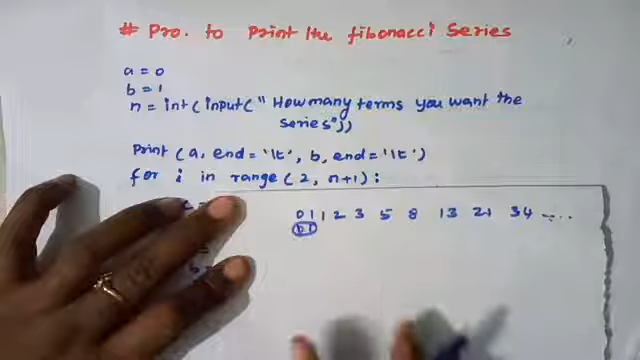 # Pro. to Print the fibonacci Series
a = 0
b = 1
n = int(input(" How many terms you want the
series"))
Print (a, end = '\t', b, end = '\t')
for i in range (2, n+1):
0 1 1 2 3 5 8 13 21 34 ....